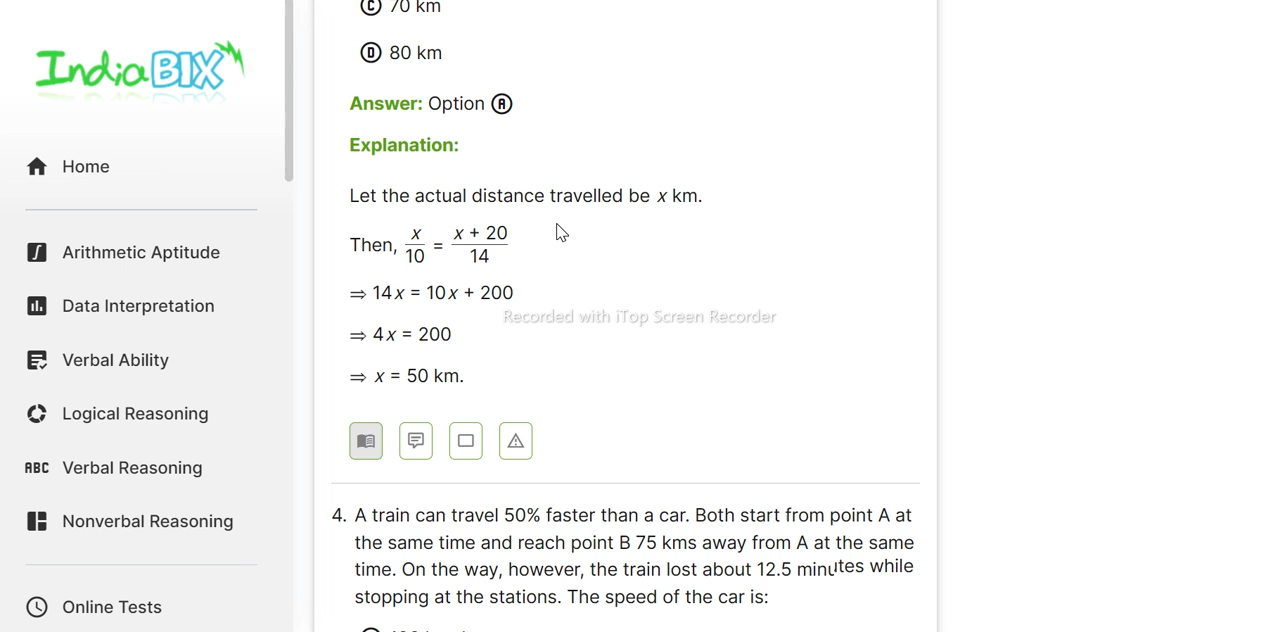 C 70 km
D 80 km
Answer: Option A
Explanation:
Let the actual distance travelled be x km.
Then, x/10 = (x + 20)/14
⇒ 14x = 10x + 200
⇒ 4x = 200
⇒ x = 50 km.
4. A train can travel 50% faster than a car. Both start from point A at
the same time and reach point B 75 kms away from A at the same
time. On the way, however, the train lost about 12.5 minutes while
stopping at the stations. The speed of the car is:
IndiaBIX
Home
Arithmetic Aptitude
Data Interpretation
Verbal Ability
Logical Reasoning
ABC Verbal Reasoning
Nonverbal Reasoning
Online Tests
Recorded with iTop Screen Recorder